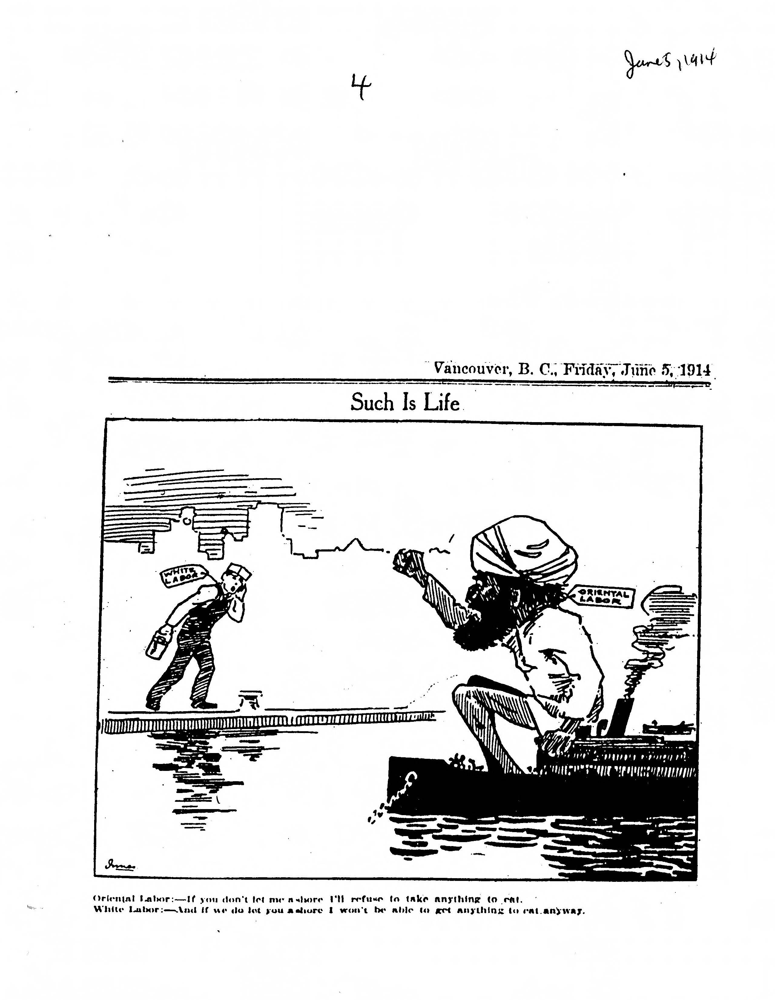 June 5, 1914
4
Vancouver, B. C., Friday, June 5, 1914
Such Is Life
WHITE
LABOR
ORIENTAL
LABOR
Innes
Oriental Labor:—If you don't let me ashore I'll refuse to take anything to eat.
White Labor:—And if we do let you ashore I won't be able to get anything to eat anyway.